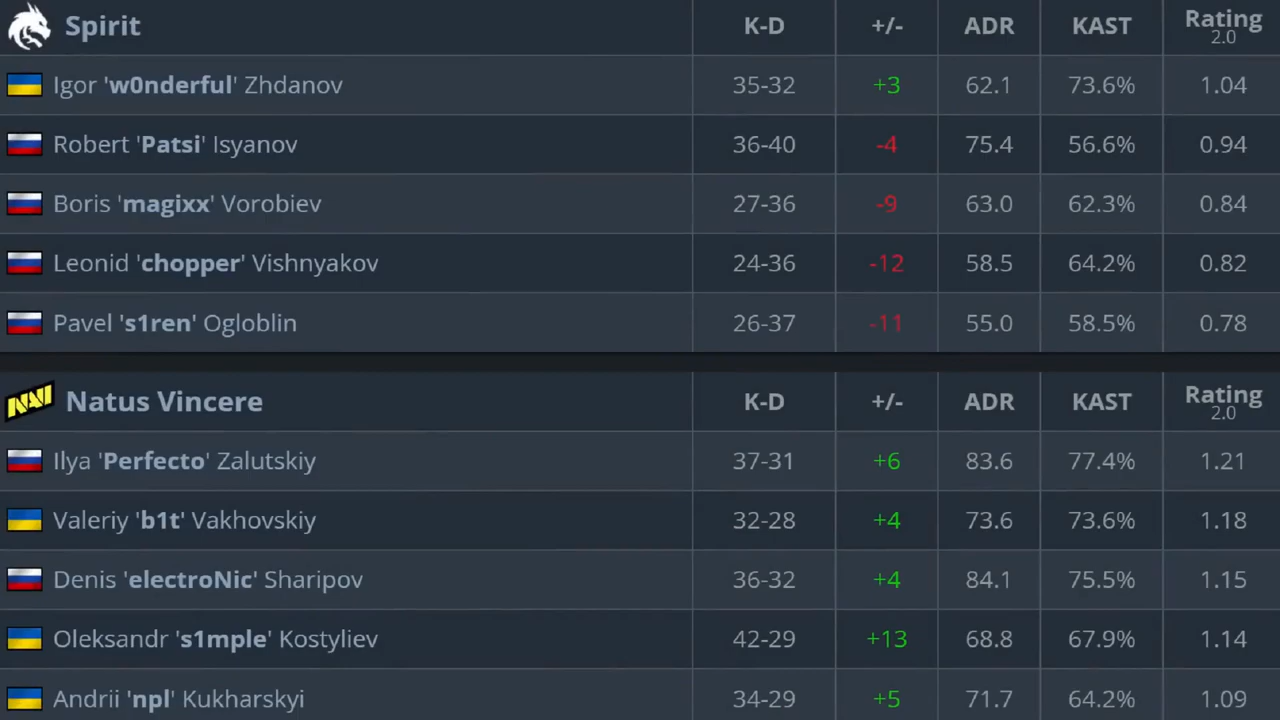 Spirit K-D +/- ADR KAST Rating 2.0
Igor 'w0nderful' Zhdanov 35-32 +3 62.1 73.6% 1.04
Robert 'Patsi' Isyanov 36-40 -4 75.4 56.6% 0.94
Boris 'magixx' Vorobiev 27-36 -9 63.0 62.3% 0.84
Leonid 'chopper' Vishnyakov 24-36 -12 58.5 64.2% 0.82
Pavel 's1ren' Ogloblin 26-37 -11 55.0 58.5% 0.78
NAVI Natus Vincere K-D +/- ADR KAST Rating 2.0
Ilya 'Perfecto' Zalutskiy 37-31 +6 83.6 77.4% 1.21
Valeriy 'b1t' Vakhovskiy 32-28 +4 73.6 73.6% 1.18
Denis 'electroNic' Sharipov 36-32 +4 84.1 75.5% 1.15
Oleksandr 's1mple' Kostyliev 42-29 +13 68.8 67.9% 1.14
Andrii 'npl' Kukharskyi 34-29 +5 71.7 64.2% 1.09